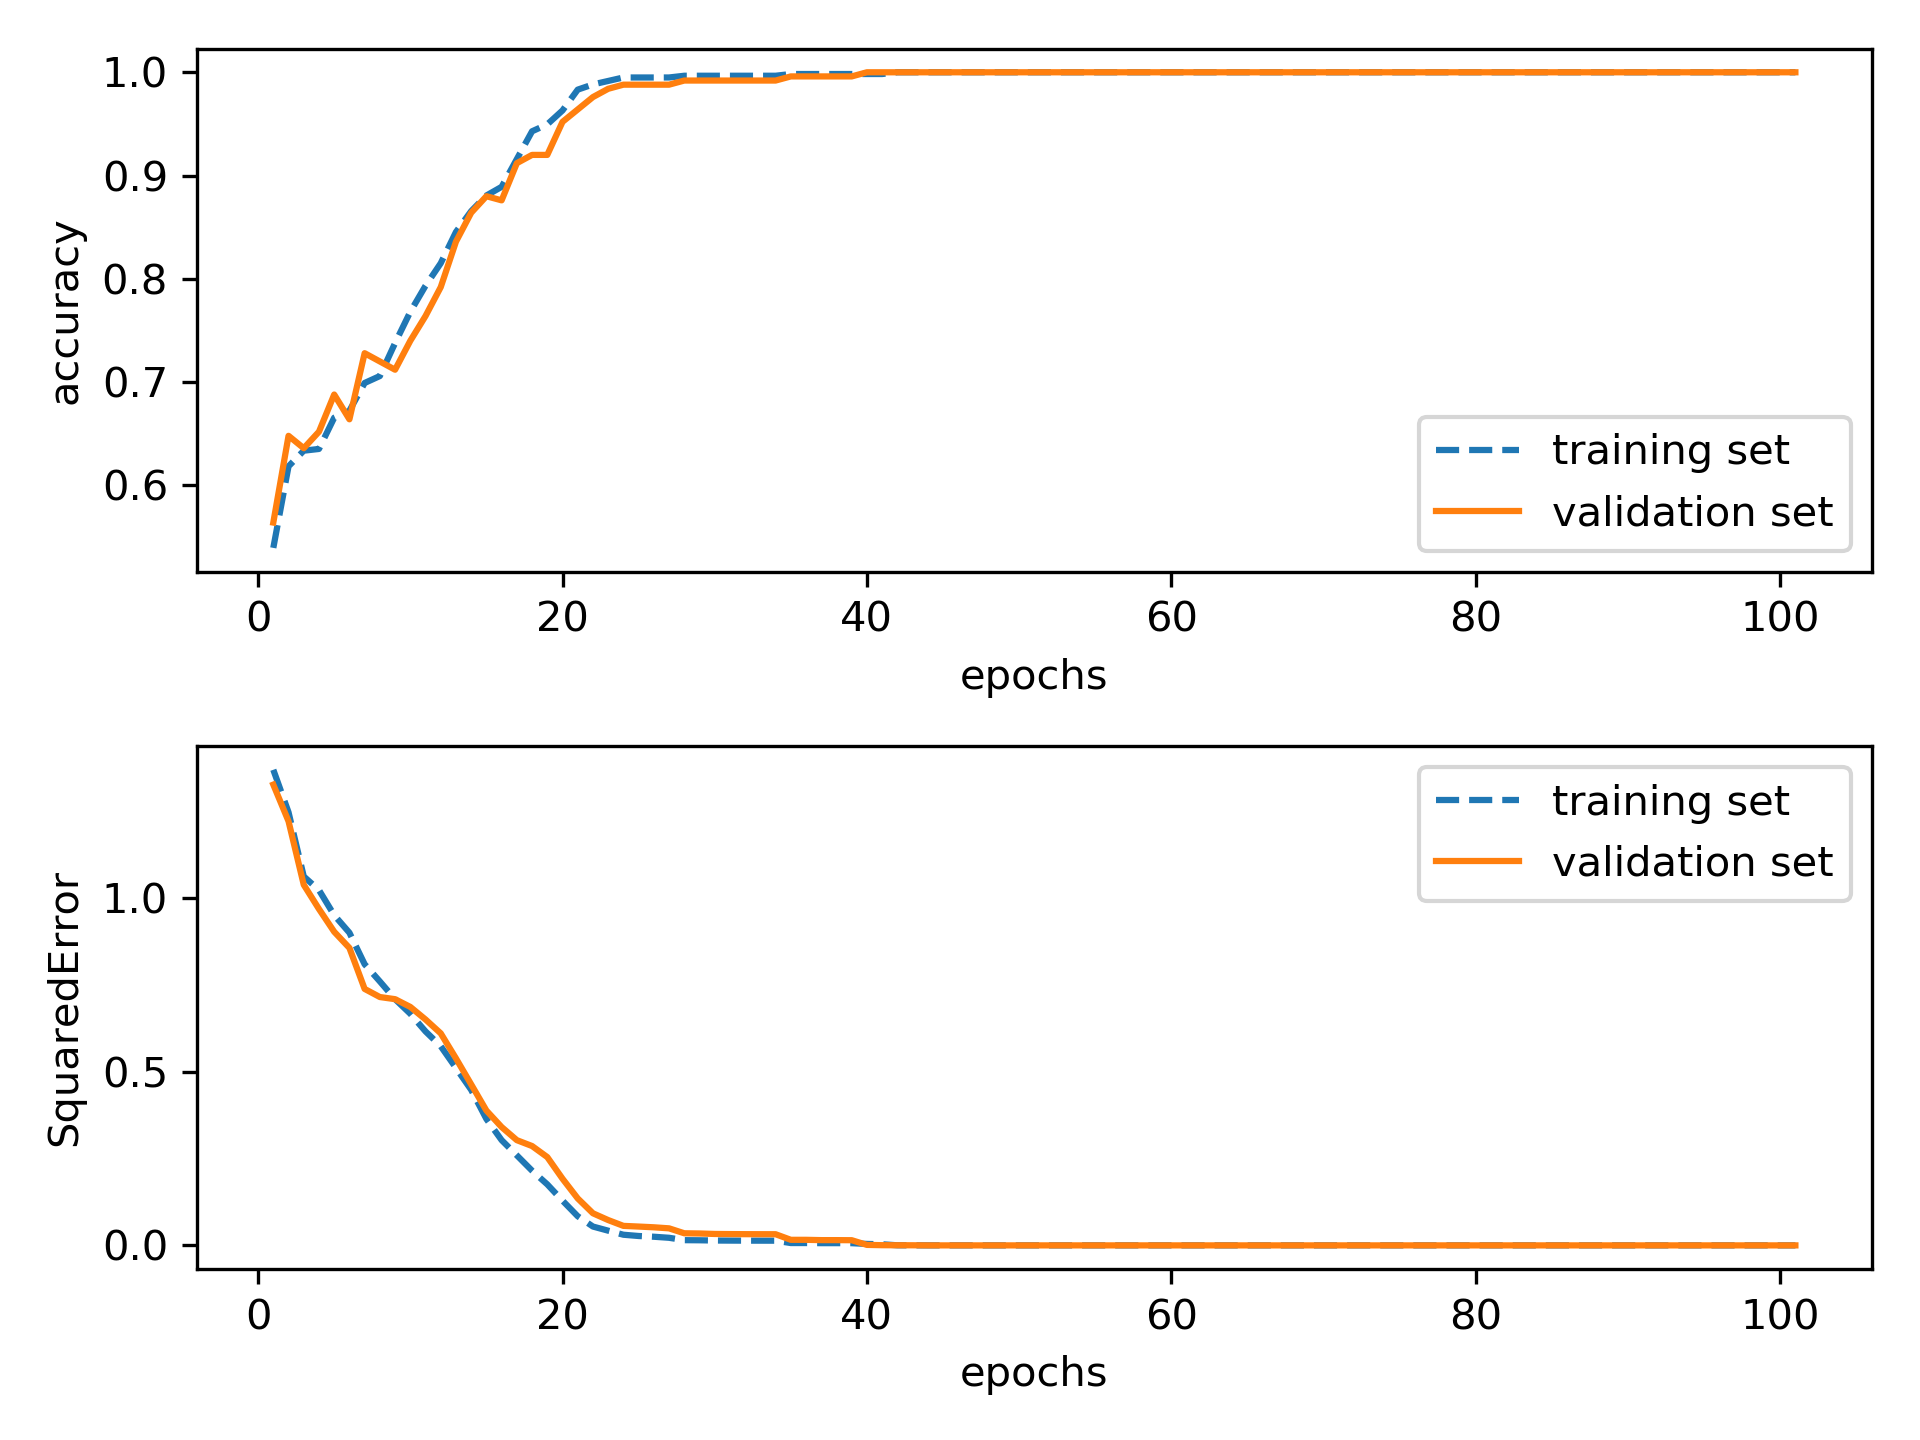 1.0
0.9
0.8
0.7
0.6
accuracy
training set
validation set
0 20 40 60 80 100
epochs
1.0
0.5
0.0
SquaredError
training set
validation set
0 20 40 60 80 100
epochs